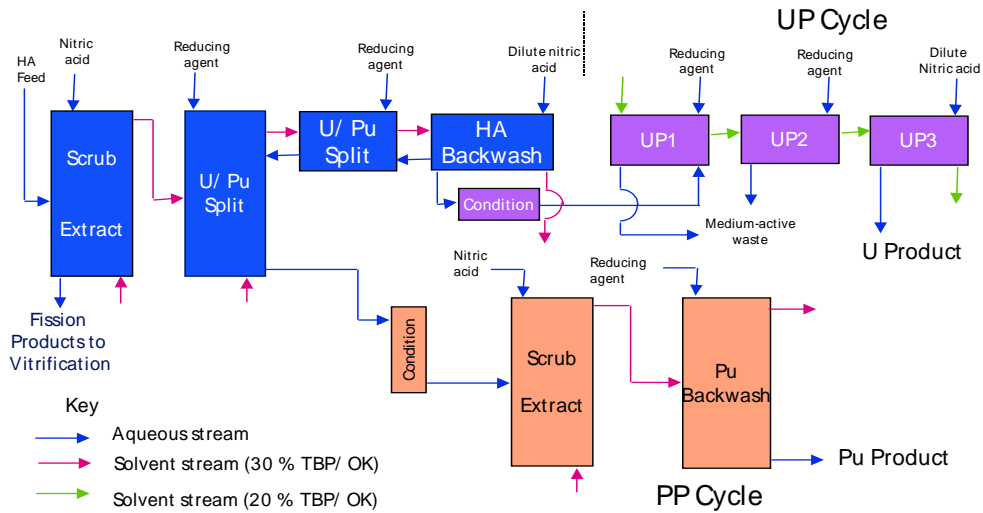 UP Cycle
HA
Feed
Nitric
acid
Reducing
agent
Reducing
agent
Dilute nitric
acid
Reducing
agent
Reducing
agent
Dilute
Nitric acid
Scrub
Extract
U/ Pu
Split
U/ Pu
Split
HA
Backwash
Condition
UP1
UP2
UP3
Medium-active
waste
U Product
Fission
Products to
Vitrification
Condition
Nitric
acid
Reducing
agent
Scrub
Extract
Pu
Backwash
Pu Product
PP Cycle
Key
Aqueous stream
Solvent stream (30 % TBP/ OK)
Solvent stream (20 % TBP/ OK)